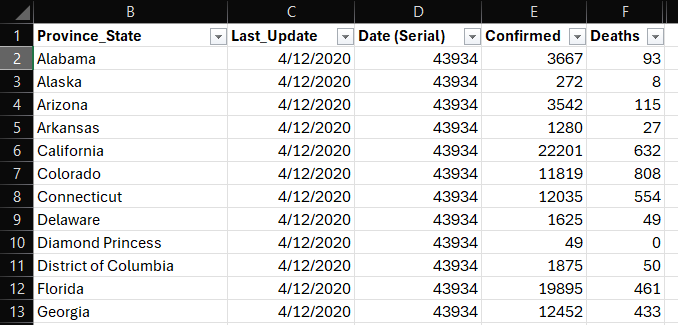 B C D E F
1 Province_State Last_Update Date (Serial) Confirmed Deaths
2 Alabama 4/12/2020 43934 3667 93
3 Alaska 4/12/2020 43934 272 8
4 Arizona 4/12/2020 43934 3542 115
5 Arkansas 4/12/2020 43934 1280 27
6 California 4/12/2020 43934 22201 632
7 Colorado 4/12/2020 43934 11819 808
8 Connecticut 4/12/2020 43934 12035 554
9 Delaware 4/12/2020 43934 1625 49
10 Diamond Princess 4/12/2020 43934 49 0
11 District of Columbia 4/12/2020 43934 1875 50
12 Florida 4/12/2020 43934 19895 461
13 Georgia 4/12/2020 43934 12452 433